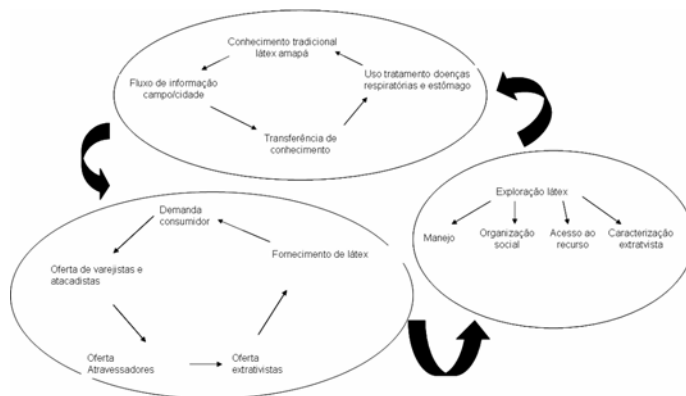 Conhecimento tradicional
látex amapá
Uso tratamento doenças
respiratórias e estômago
Fluxo de informação
campo/cidade
Transferência de
conhecimento
Demanda
consumidor
Fornecimento de látex
Oferta de varejistas e
atacadistas
Oferta
Atravessadores
Oferta
extrativistas
Exploração látex
Manejo
Organização
social
Acesso ao
recurso
Caracterização
extratvista